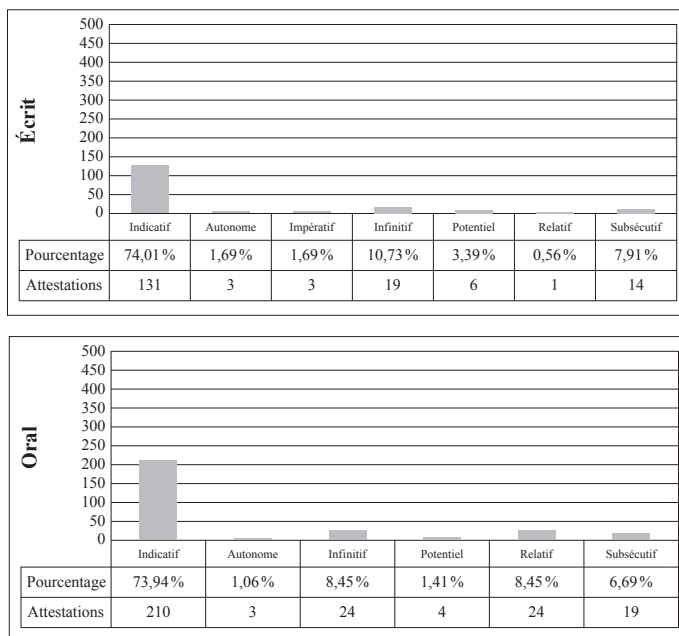 500
450
400
350
300
250
200
150
100
50
0
Écrit
Indicatif Autonome Impératif Infinitif Potentiel Relatif Subsécutif
Pourcentage 74,01% 1,69% 1,69% 10,73% 3,39% 0,56% 7,91%
Attestations 131 3 3 19 6 1 14
500
450
400
350
300
250
200
150
100
50
0
Oral
Indicatif Autonome Infinitif Potentiel Relatif Subsécutif
Pourcentage 73,94% 1,06% 8,45% 1,41% 8,45% 6,69%
Attestations 210 3 24 4 24 19